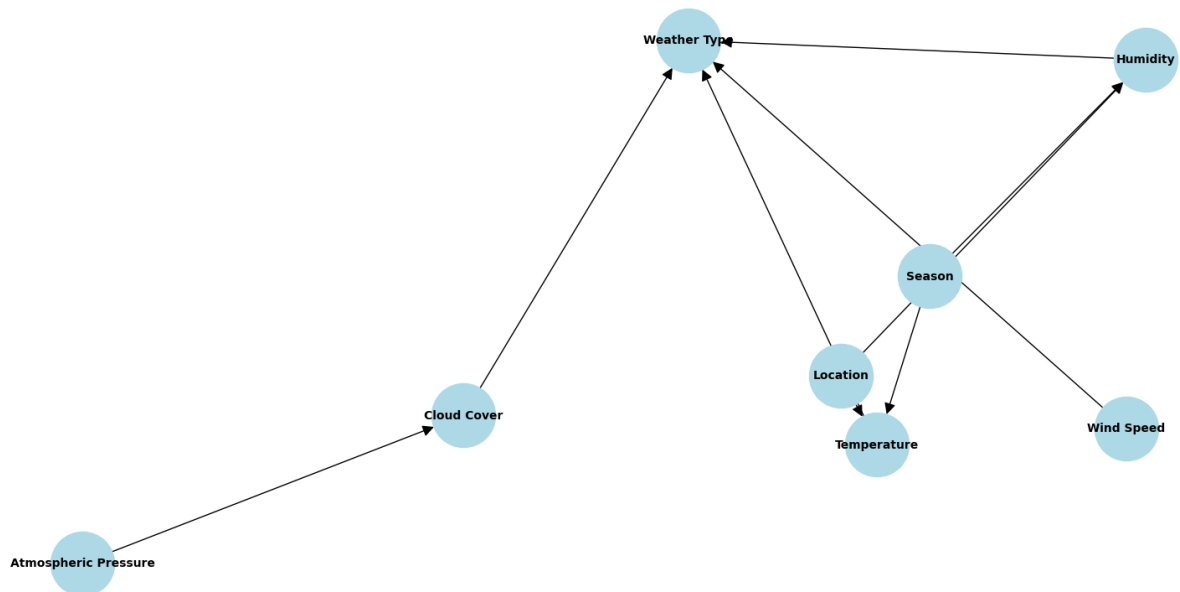 Weather Type
Humidity
Season
Location
Cloud Cover
Wind Speed
Temperature
Atmospheric Pressure